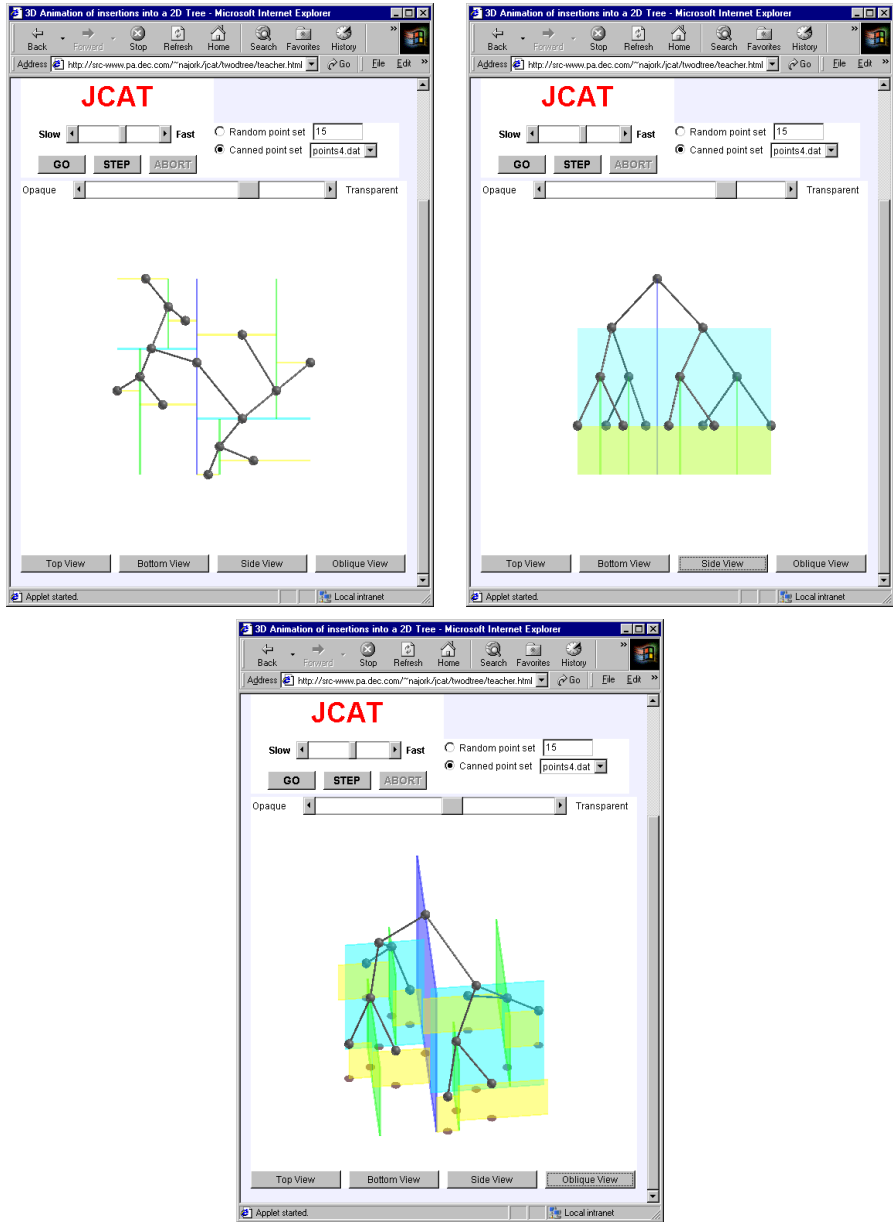 3D Animation of insertions into a 2D Tree - Microsoft Internet Explorer
Back Forward Stop Refresh Home Search Favorites History »
Address http://src-www.pa.dec.com/~najork/jcat/twodtree/teacher.html Go File Edit »
JCAT
Slow Fast Random point set 15
Canned point set points4.dat
GO STEP ABORT
Opaque Transparent
Top View Bottom View Side View Oblique View
Applet started. Local intranet
3D Animation of insertions into a 2D Tree - Microsoft Internet Explorer
Back Forward Stop Refresh Home Search Favorites History »
Address http://src-www.pa.dec.com/~najork/jcat/twodtree/teacher.html Go File Edit »
JCAT
Slow Fast Random point set 15
Canned point set points4.dat
GO STEP ABORT
Opaque Transparent
Top View Bottom View Side View Oblique View
Applet started. Local intranet
3D Animation of insertions into a 2D Tree - Microsoft Internet Explorer
Back Forward Stop Refresh Home Search Favorites History »
Address http://src-www.pa.dec.com/~najork/jcat/twodtree/teacher.html Go File Edit »
JCAT
Slow Fast Random point set 15
Canned point set points4.dat
GO STEP ABORT
Opaque Transparent
Top View Bottom View Side View Oblique View
Applet started. Local intranet